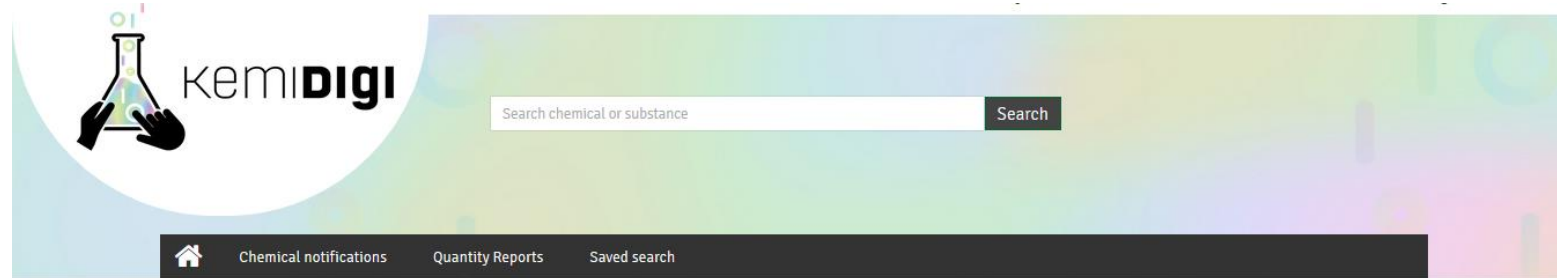 KemiDigi
Search chemical or substance
Search
Chemical notifications Quantity Reports Saved search